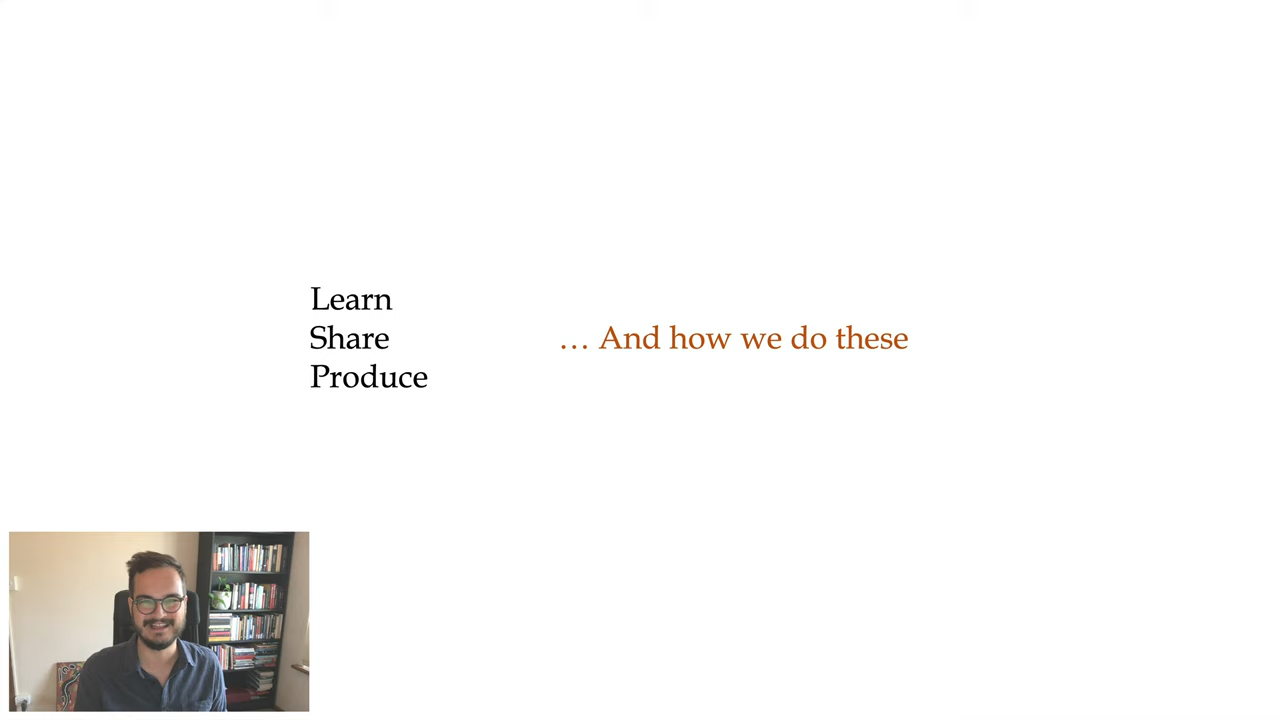 Learn
Share
… And how we do these
Produce